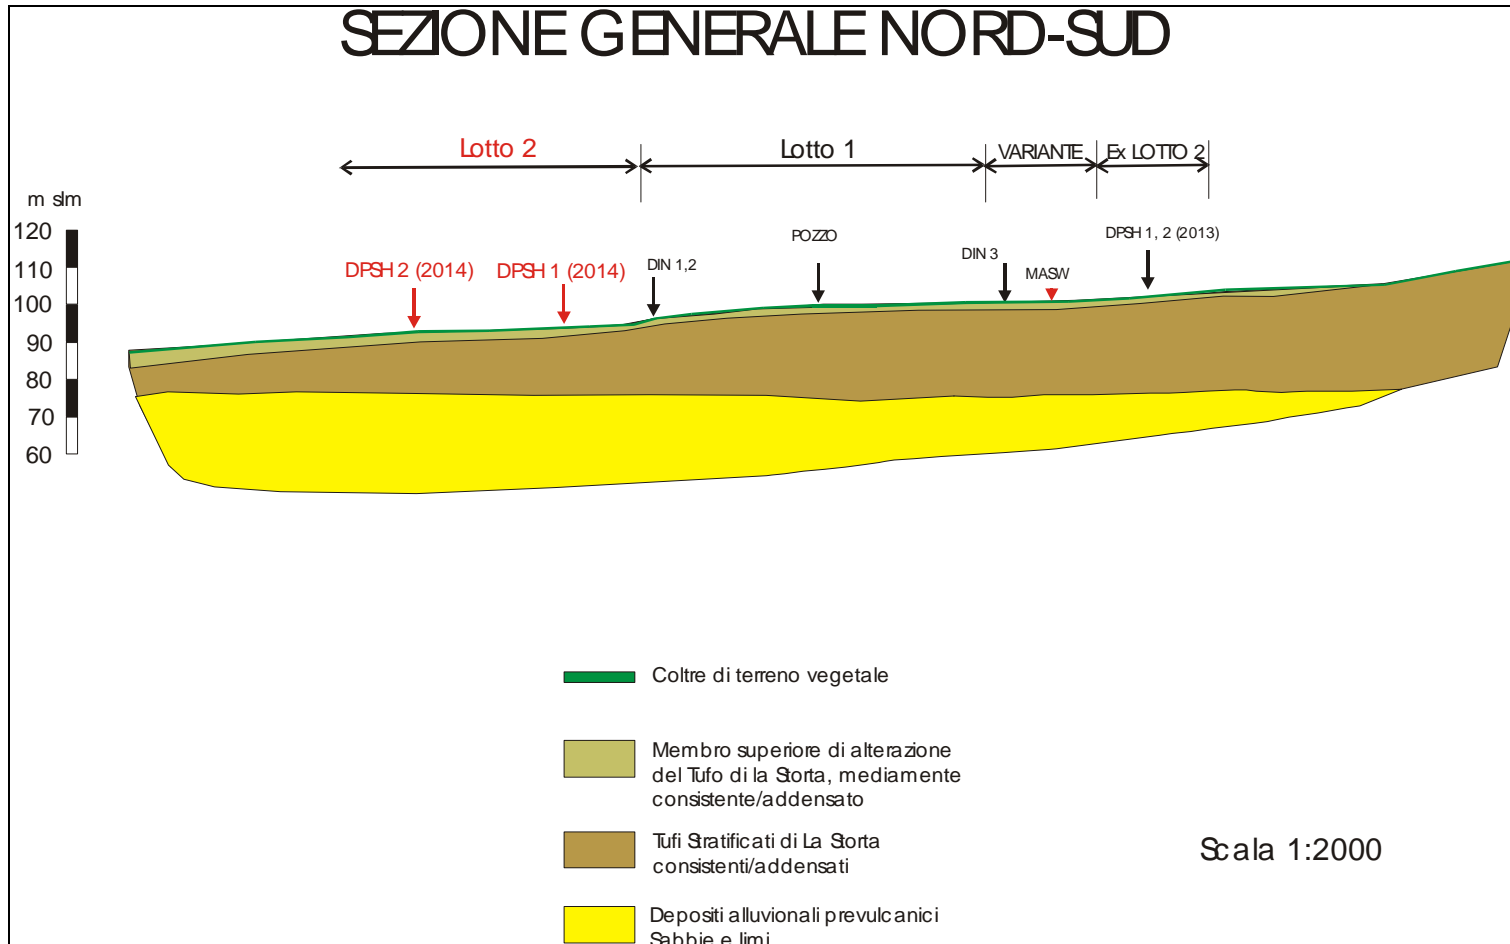 SEZIONE GENERALE NORD-SUD
Lotto 2
Lotto 1
VARIANTE
Ex LOTTO 2
m slm
120
110
100
90
80
70
60
DPSH 2 (2014)
DPSH 1 (2014)
DIN 1,2
POZZO
DIN 3
MASW
DPSH 1, 2 (2013)
Coltre di terreno vegetale
Membro superiore di alterazione
del Tufo di la Storta, mediamente
consistente/addensato
Tufi Stratificati di La Storta
consistenti/addensati
Scala 1:2000
Depositi alluvionali prevulcanici
Sabbie e limi